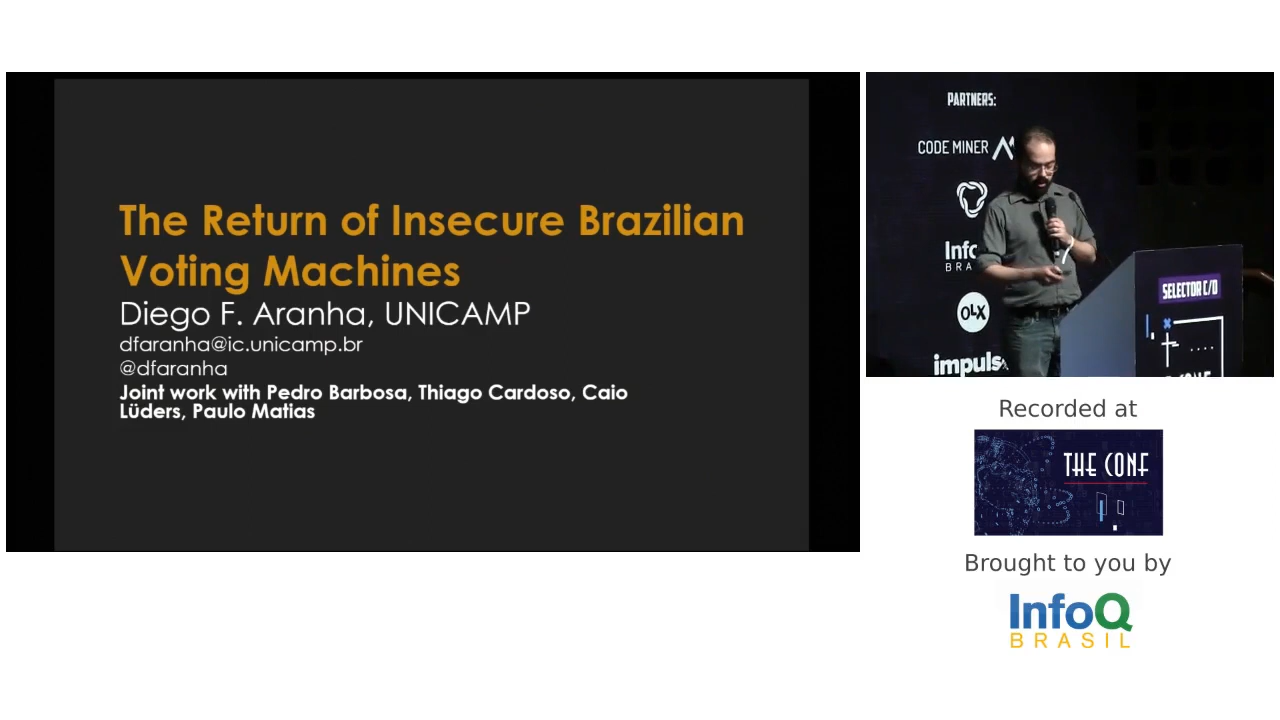 The Return of Insecure Brazilian
Voting Machines
Diego F. Aranha, UNICAMP
dfaranha@ic.unicamp.br
@dfaranha
Joint work with Pedro Barbosa, Thiago Cardoso, Caio
Lüders, Paulo Matias
PARTNERS:
CODE MINER
BRA
OLX
impuls
SELECTOR C/D
Recorded at
THE CONF
Brought to you by
InfoQ
BRASIL